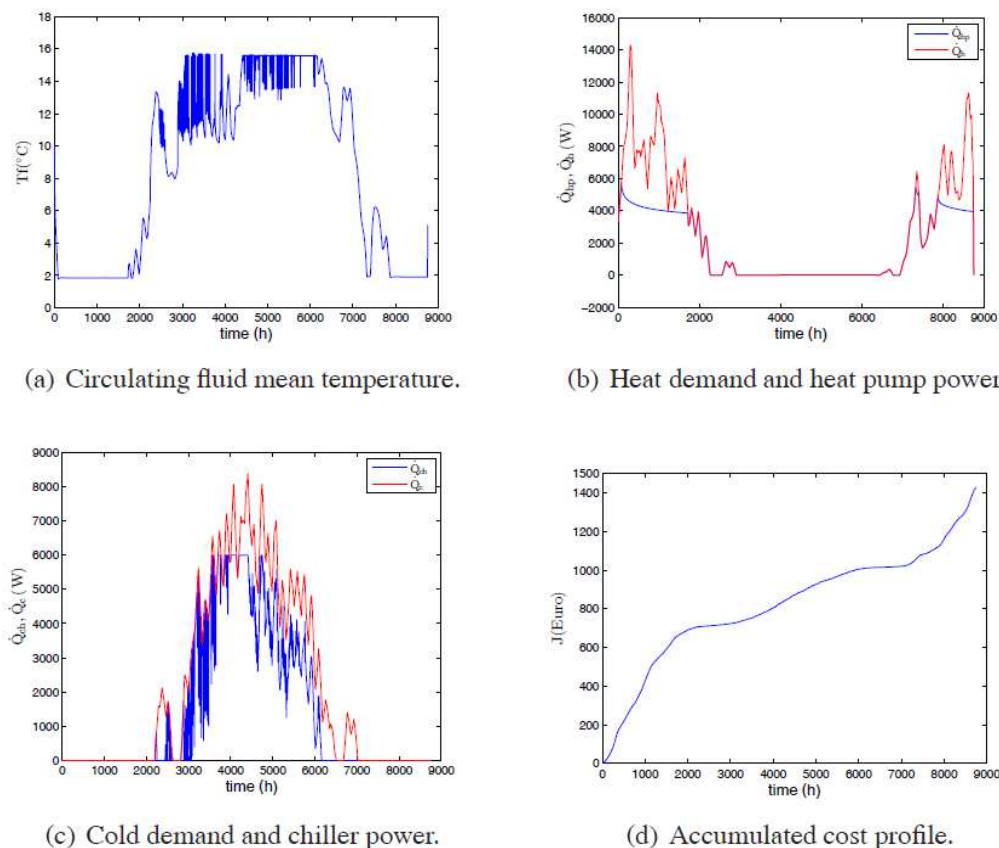 18
16
14
12
10
8
6
4
2
0
Tf(°C)
0 1000 2000 3000 4000 5000 6000 7000 8000 9000
time (h)
(a) Circulating fluid mean temperature.
16000
14000
12000
10000
8000
6000
4000
2000
0
−2000
Q̇hp, Q̇h (W)
Q̇hp
Q̇h
0 2000 4000 6000 8000
time (h)
(b) Heat demand and heat pump power
9000
8000
7000
6000
5000
4000
3000
2000
1000
0
Q̇ch, Q̇c (W)
Q̇ch
Q̇c
0 1000 2000 3000 4000 5000 6000 7000 8000 9000
time (h)
(c) Cold demand and chiller power.
1500
1400
1200
1000
800
600
400
200
0
J(Euro)
0 1000 2000 3000 4000 5000 6000 7000 8000 9000
time (h)
(d) Accumulated cost profile.